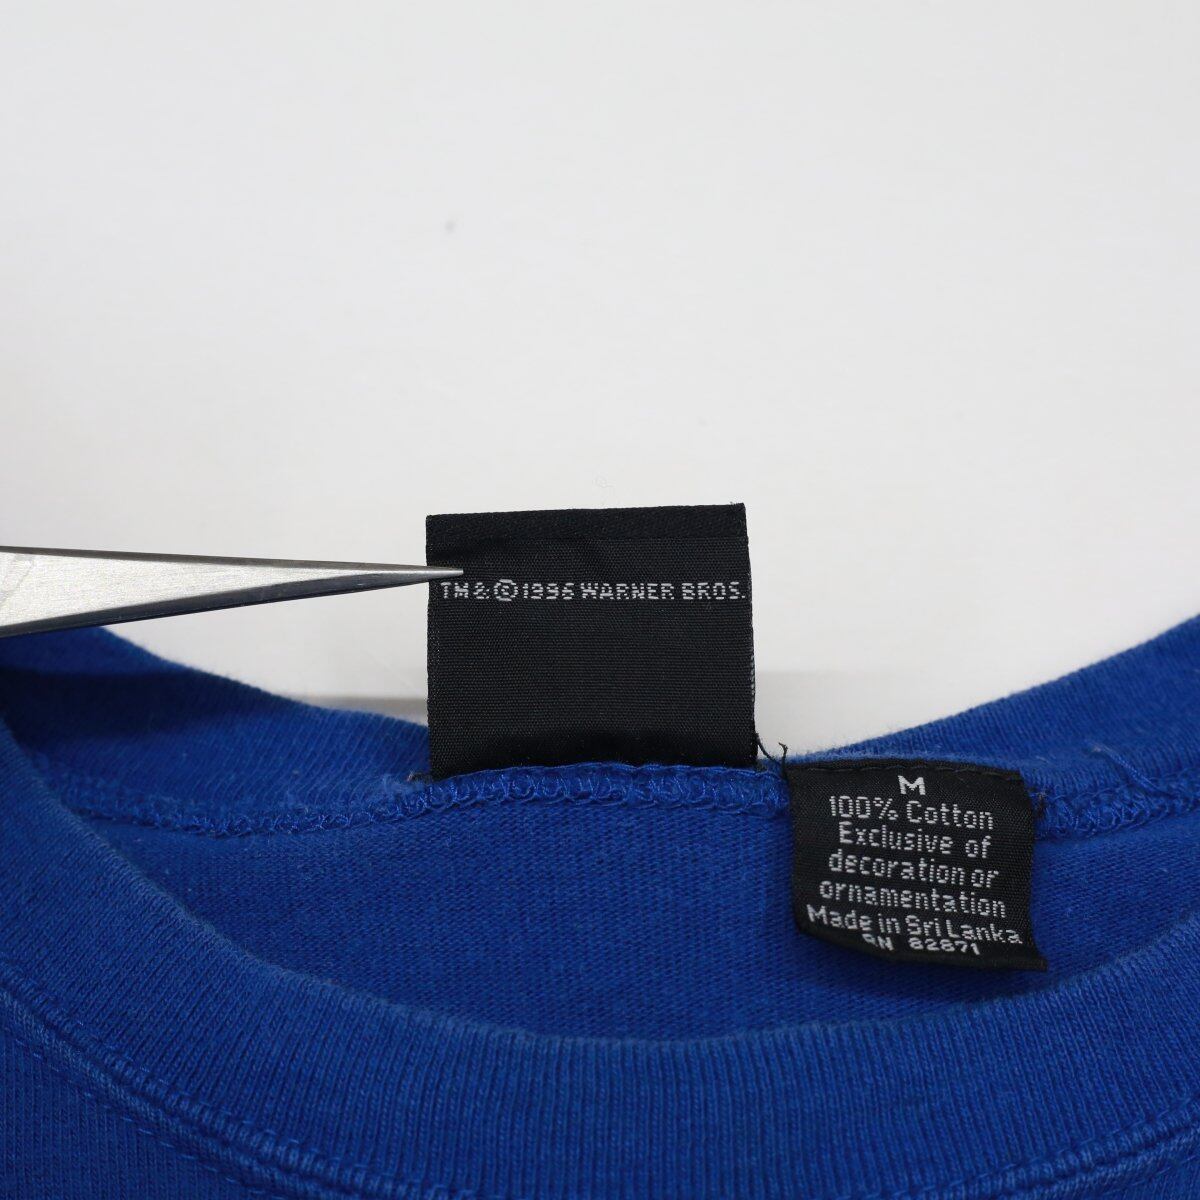 TM & © 1996 WARNER BROS.
M
100% Cotton
Exclusive of
decoration or
ornamentation
Made in Sri Lanka
RN 82871